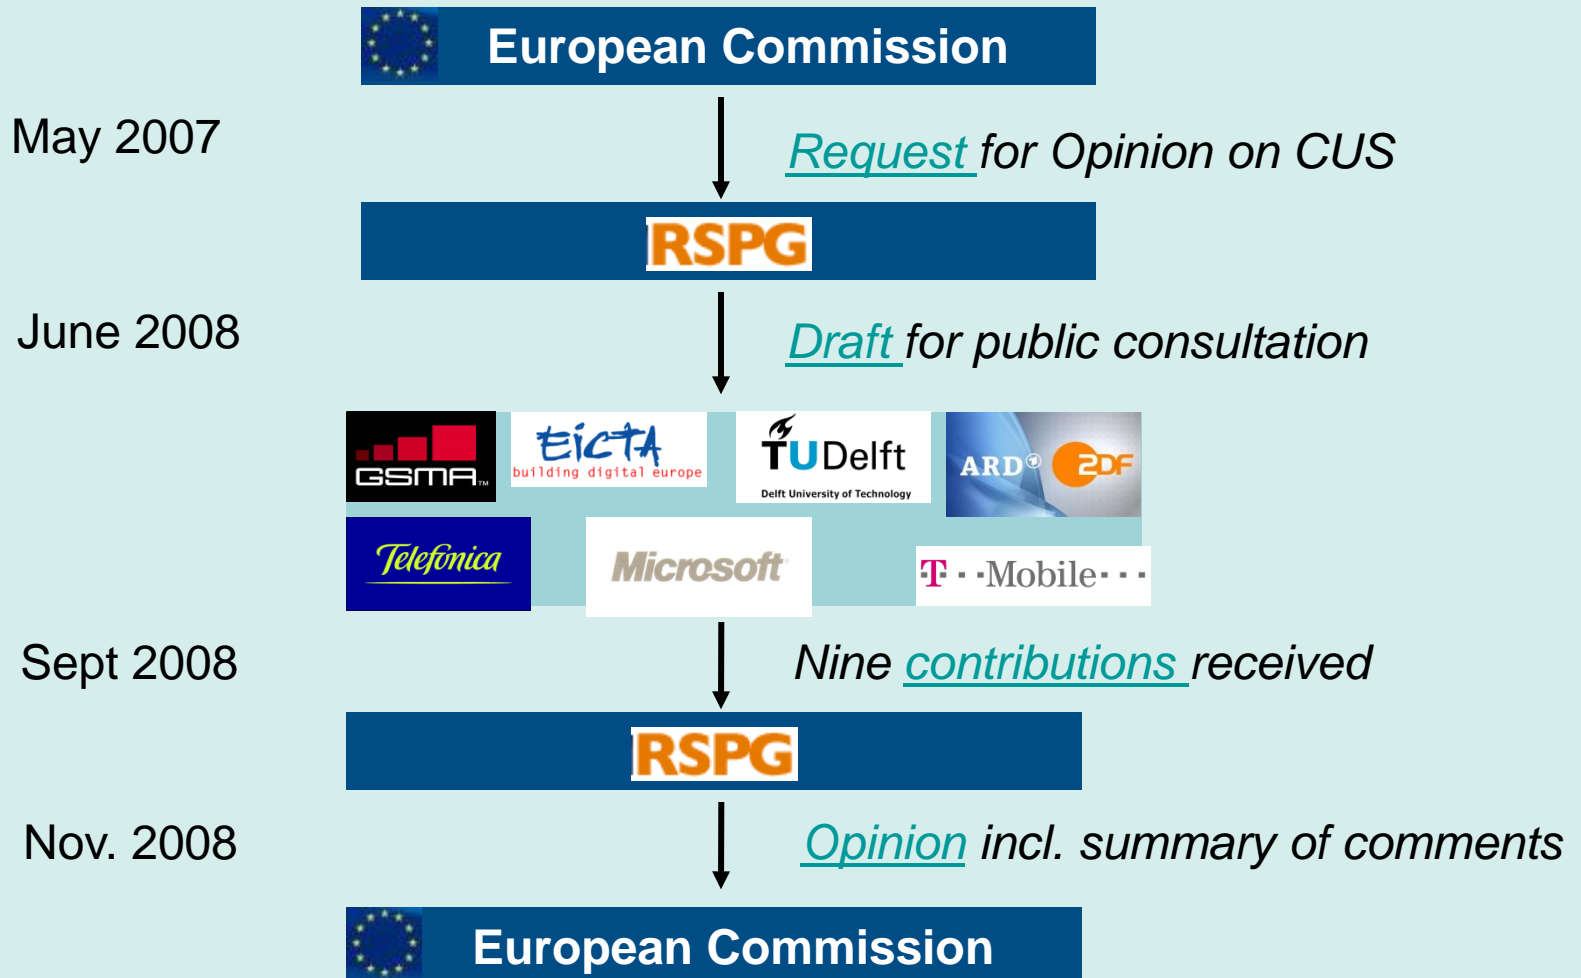 European Commission
May 2007
Request for Opinion on CUS
RSPG
June 2008
Draft for public consultation
GSMA™
EICTA
building digital europe
TU Delft
Delft University of Technology
ARD® ZDF
Telefónica
Microsoft
T··Mobile···
Sept 2008
Nine contributions received
RSPG
Nov. 2008
Opinion incl. summary of comments
European Commission